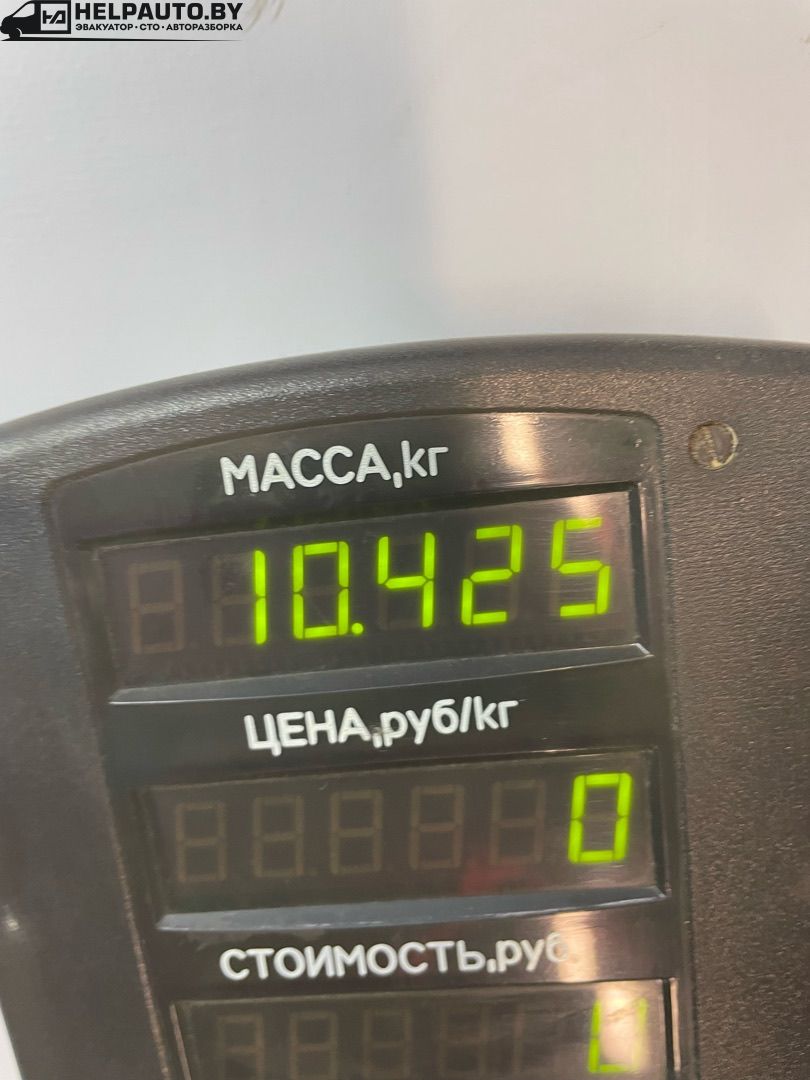 HELPAUTO.BY
ЭВАКУАТОР • СТО • АВТОРАЗБОРКА
МАССА,кг
10.425
ЦЕНА,руб/кг
0
СТОИМОСТЬ,руб.
0